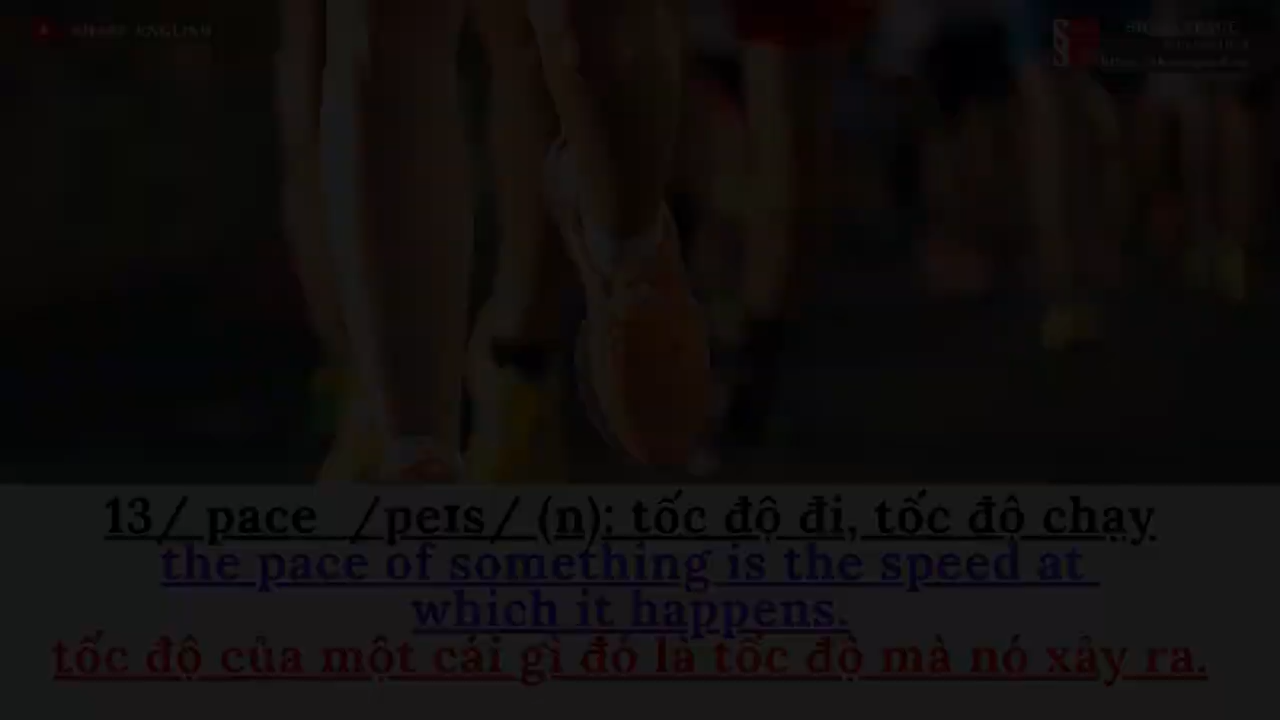 13/ pace /peɪs/ (n): tốc độ đi, tốc độ chạy
the pace of something is the speed at
which it happens.
tốc độ của một cái gì đó là tốc độ mà nó xảy ra.